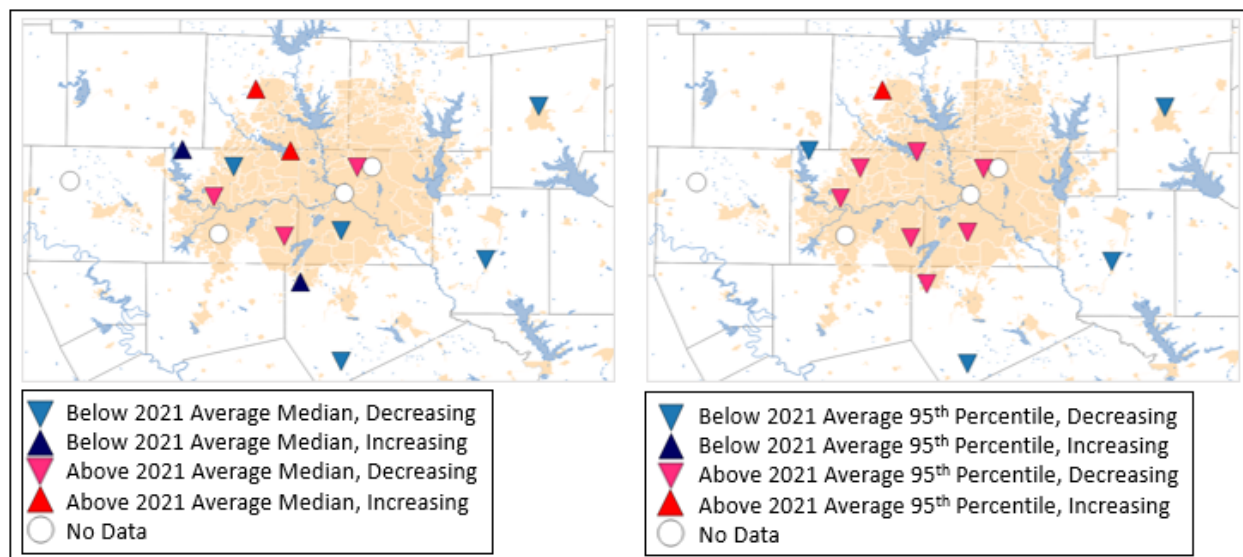 Below 2021 Average Median, Decreasing
Below 2021 Average Median, Increasing
Above 2021 Average Median, Decreasing
Above 2021 Average Median, Increasing
No Data
Below 2021 Average 95th Percentile, Decreasing
Below 2021 Average 95th Percentile, Increasing
Above 2021 Average 95th Percentile, Decreasing
Above 2021 Average 95th Percentile, Increasing
No Data